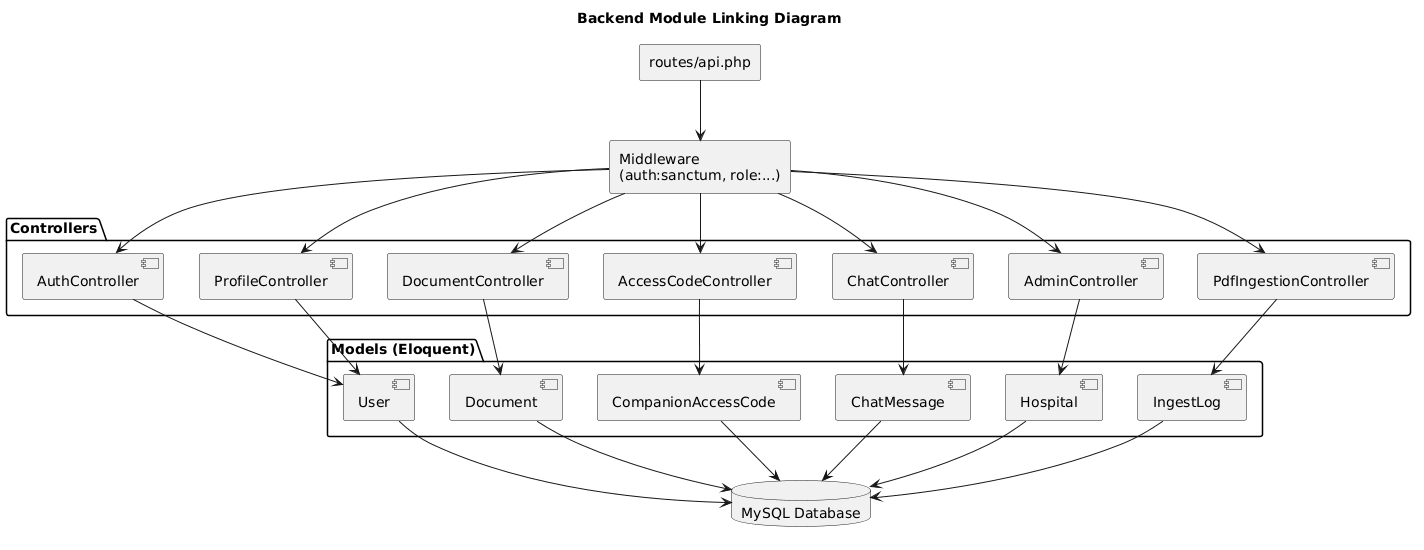 Backend Module Linking Diagram
routes/api.php
Middleware
(auth:sanctum, role:...)
Controllers
AuthController
ProfileController
DocumentController
AccessCodeController
ChatController
AdminController
PdfIngestionController
Models (Eloquent)
User
Document
CompanionAccessCode
ChatMessage
Hospital
IngestLog
MySQL Database